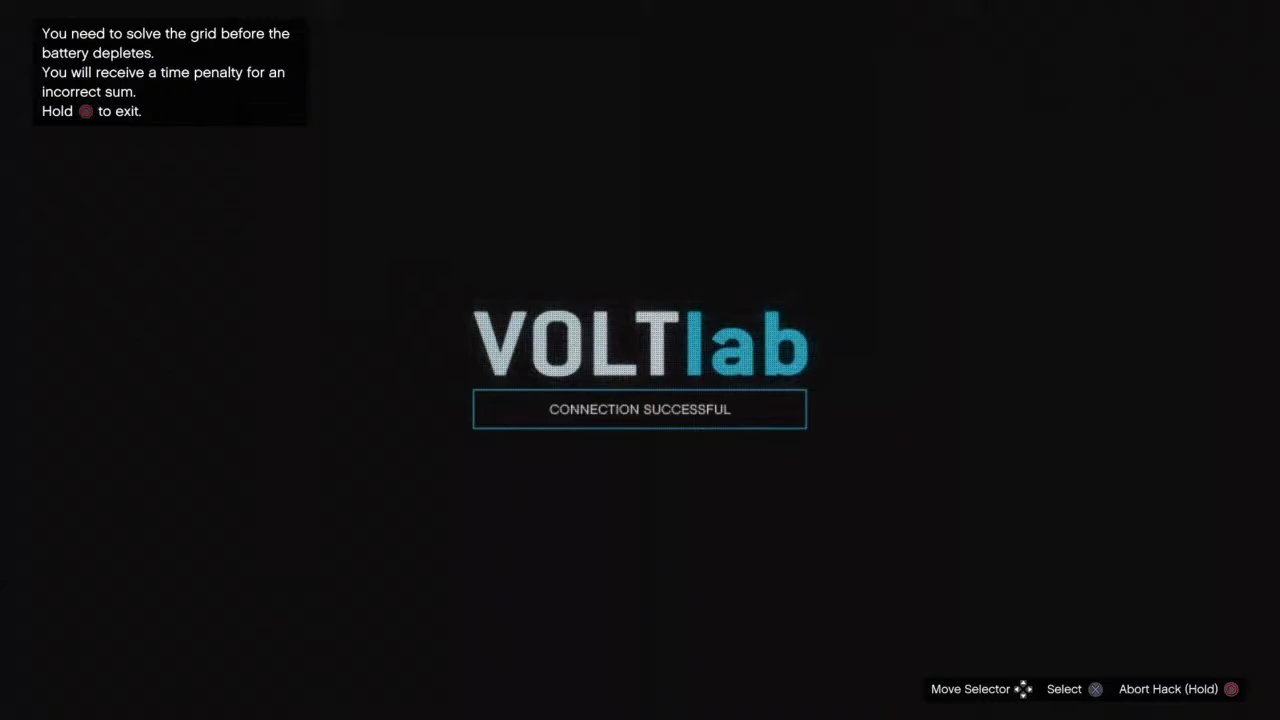 You need to solve the grid before the
battery depletes.
You will receive a time penalty for an
incorrect sum.
Hold to exit.
VOLTlab
CONNECTION SUCCESSFUL
Move Selector Select Abort Hack (Hold)